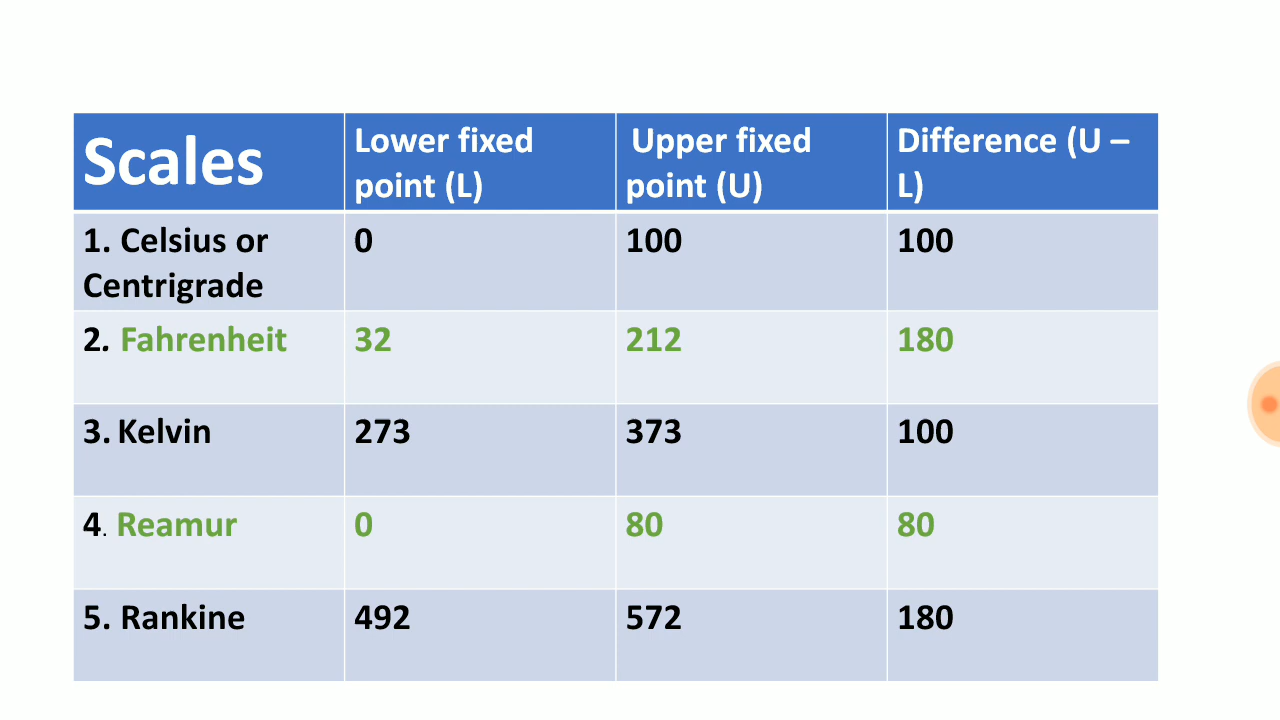 Scales
Lower fixed
point (L)
Upper fixed
point (U)
Difference (U –
L)
1. Celsius or
Centrigrade
0
100
100
2. Fahrenheit
32
212
180
3. Kelvin
273
373
100
4. Reamur
0
80
80
5. Rankine
492
572
180